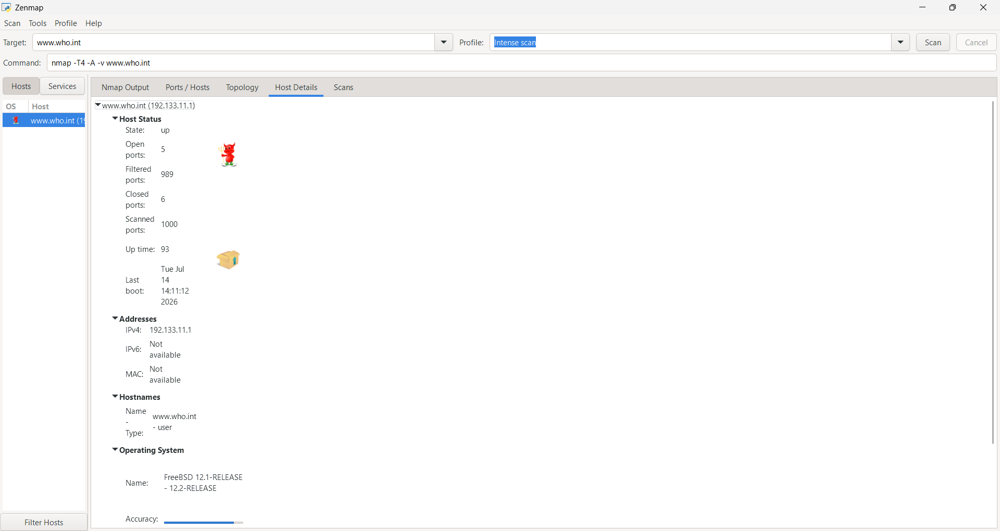 Zenmap
Scan Tools Profile Help
Target: www.who.int Profile: Intense scan Scan Cancel
Command: nmap -T4 -A -v www.who.int
Hosts Services Nmap Output Ports / Hosts Topology Host Details Scans
OS Host
www.who.int (19
www.who.int (192.133.11.1)
Host Status
State: up
Open ports: 5
Filtered ports: 989
Closed ports: 6
Scanned ports: 1000
Up time: 93
Last boot: Tue Jul 14 14:11:12 2026
Addresses
IPv4: 192.133.11.1
IPv6: Not available
MAC: Not available
Hostnames
Name - Type: www.who.int - user
Operating System
Name: FreeBSD 12.1-RELEASE - 12.2-RELEASE
Accuracy:
Filter Hosts